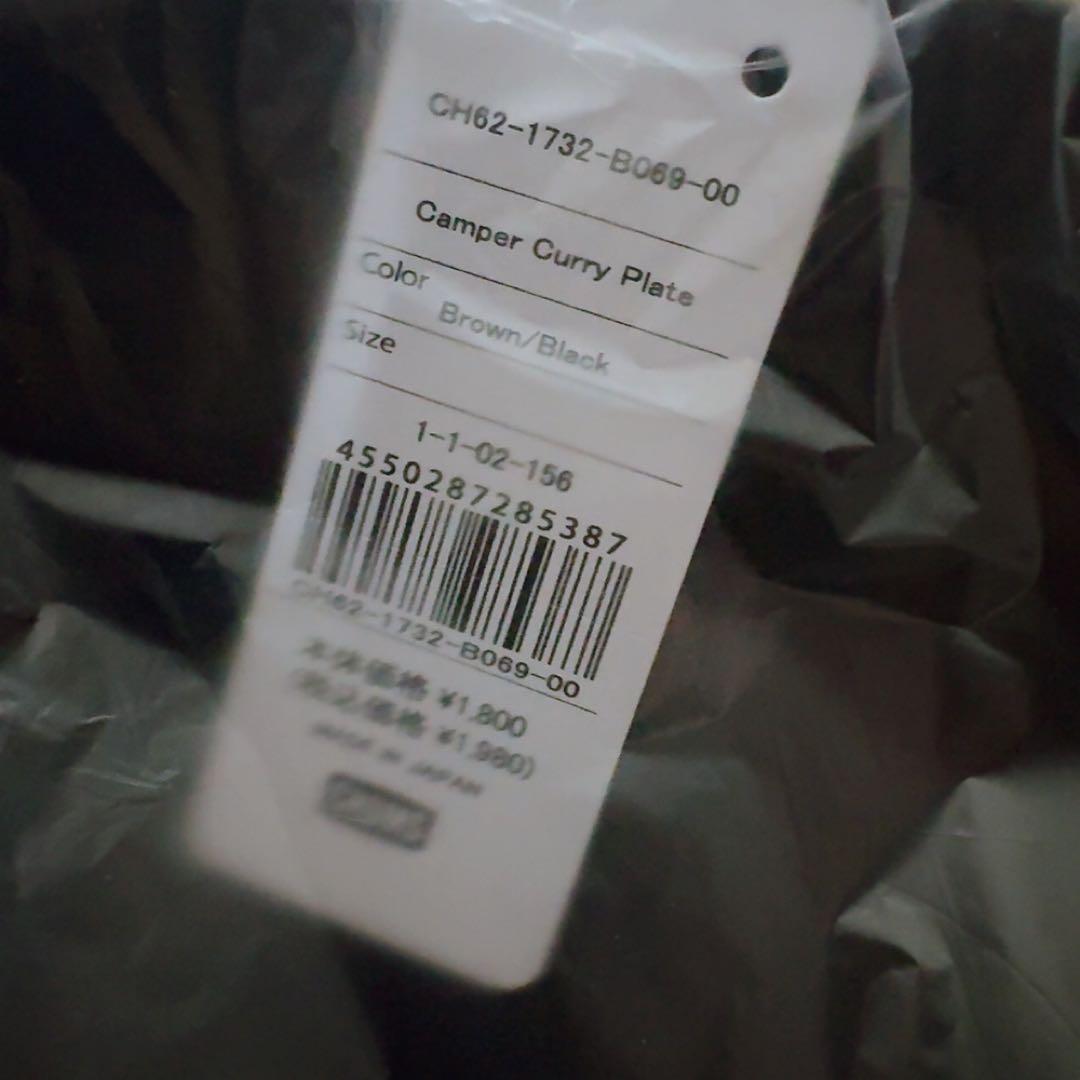 CH62-1732-B069-00
Camper Curry Plate
Color
Brown/Black
Size
1-1-02-156
4550287285387
CH62-1732-B069-00
本体価格 ¥1,800
(税込価格 ¥1,980)
MADE IN JAPAN